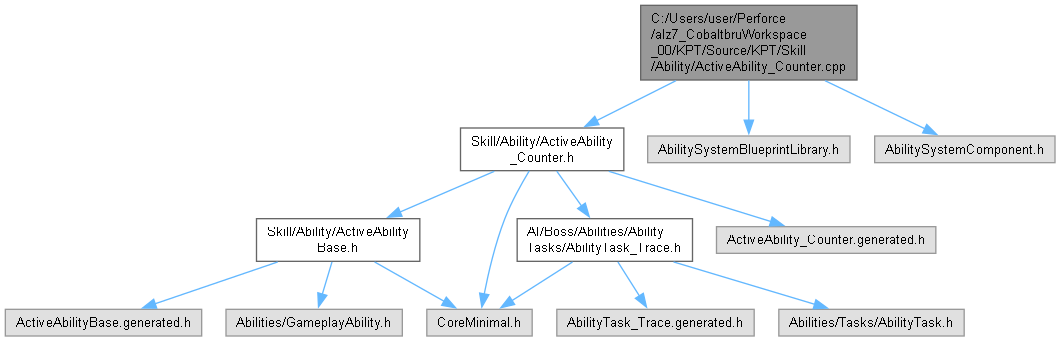 C:/Users/user/Perforce
/alz7_CobaltbruWorkspace
_00/KPT/Source/KPT/Skill
/Ability/ActiveAbility_Counter.cpp
Skill/Ability/ActiveAbility
_Counter.h
AbilitySystemBlueprintLibrary.h
AbilitySystemComponent.h
Skill/Ability/ActiveAbility
Base.h
AI/Boss/Abilities/Ability
Tasks/AbilityTask_Trace.h
ActiveAbility_Counter.generated.h
ActiveAbilityBase.generated.h
Abilities/GameplayAbility.h
CoreMinimal.h
AbilityTask_Trace.generated.h
Abilities/Tasks/AbilityTask.h